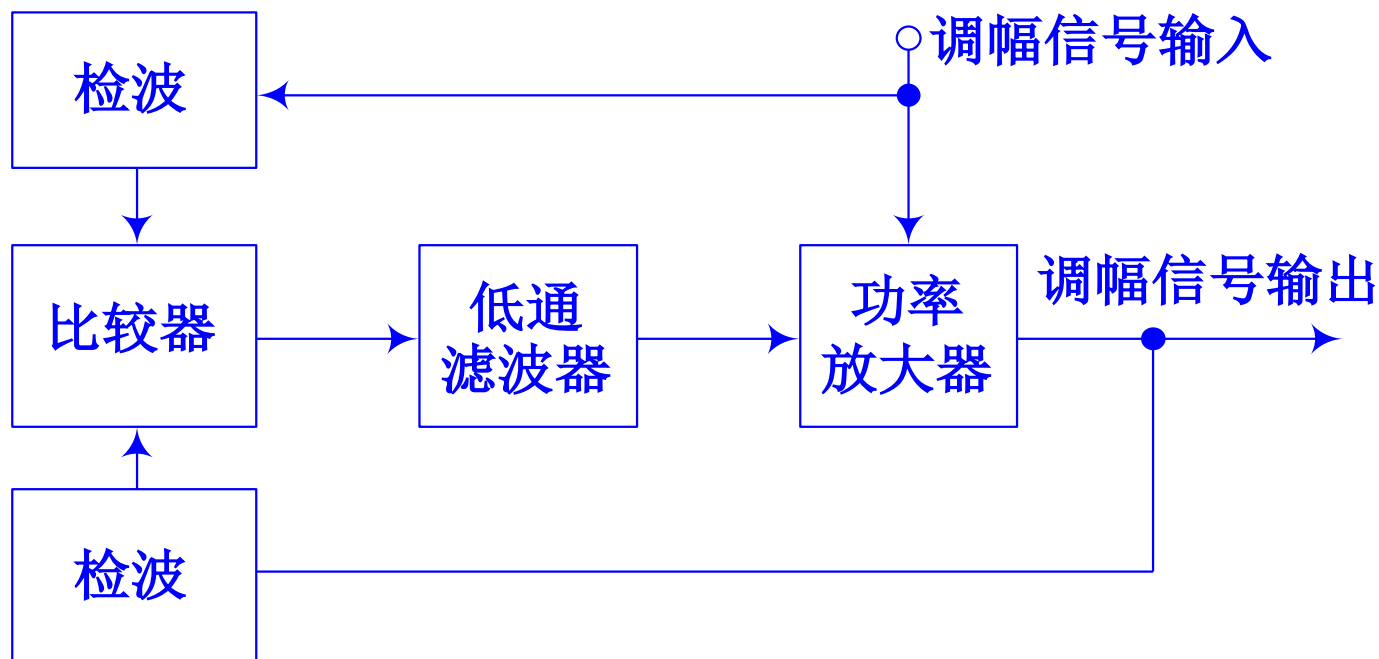 调幅信号输入
检波
比较器
低通
滤波器
功率
放大器
调幅信号输出
检波